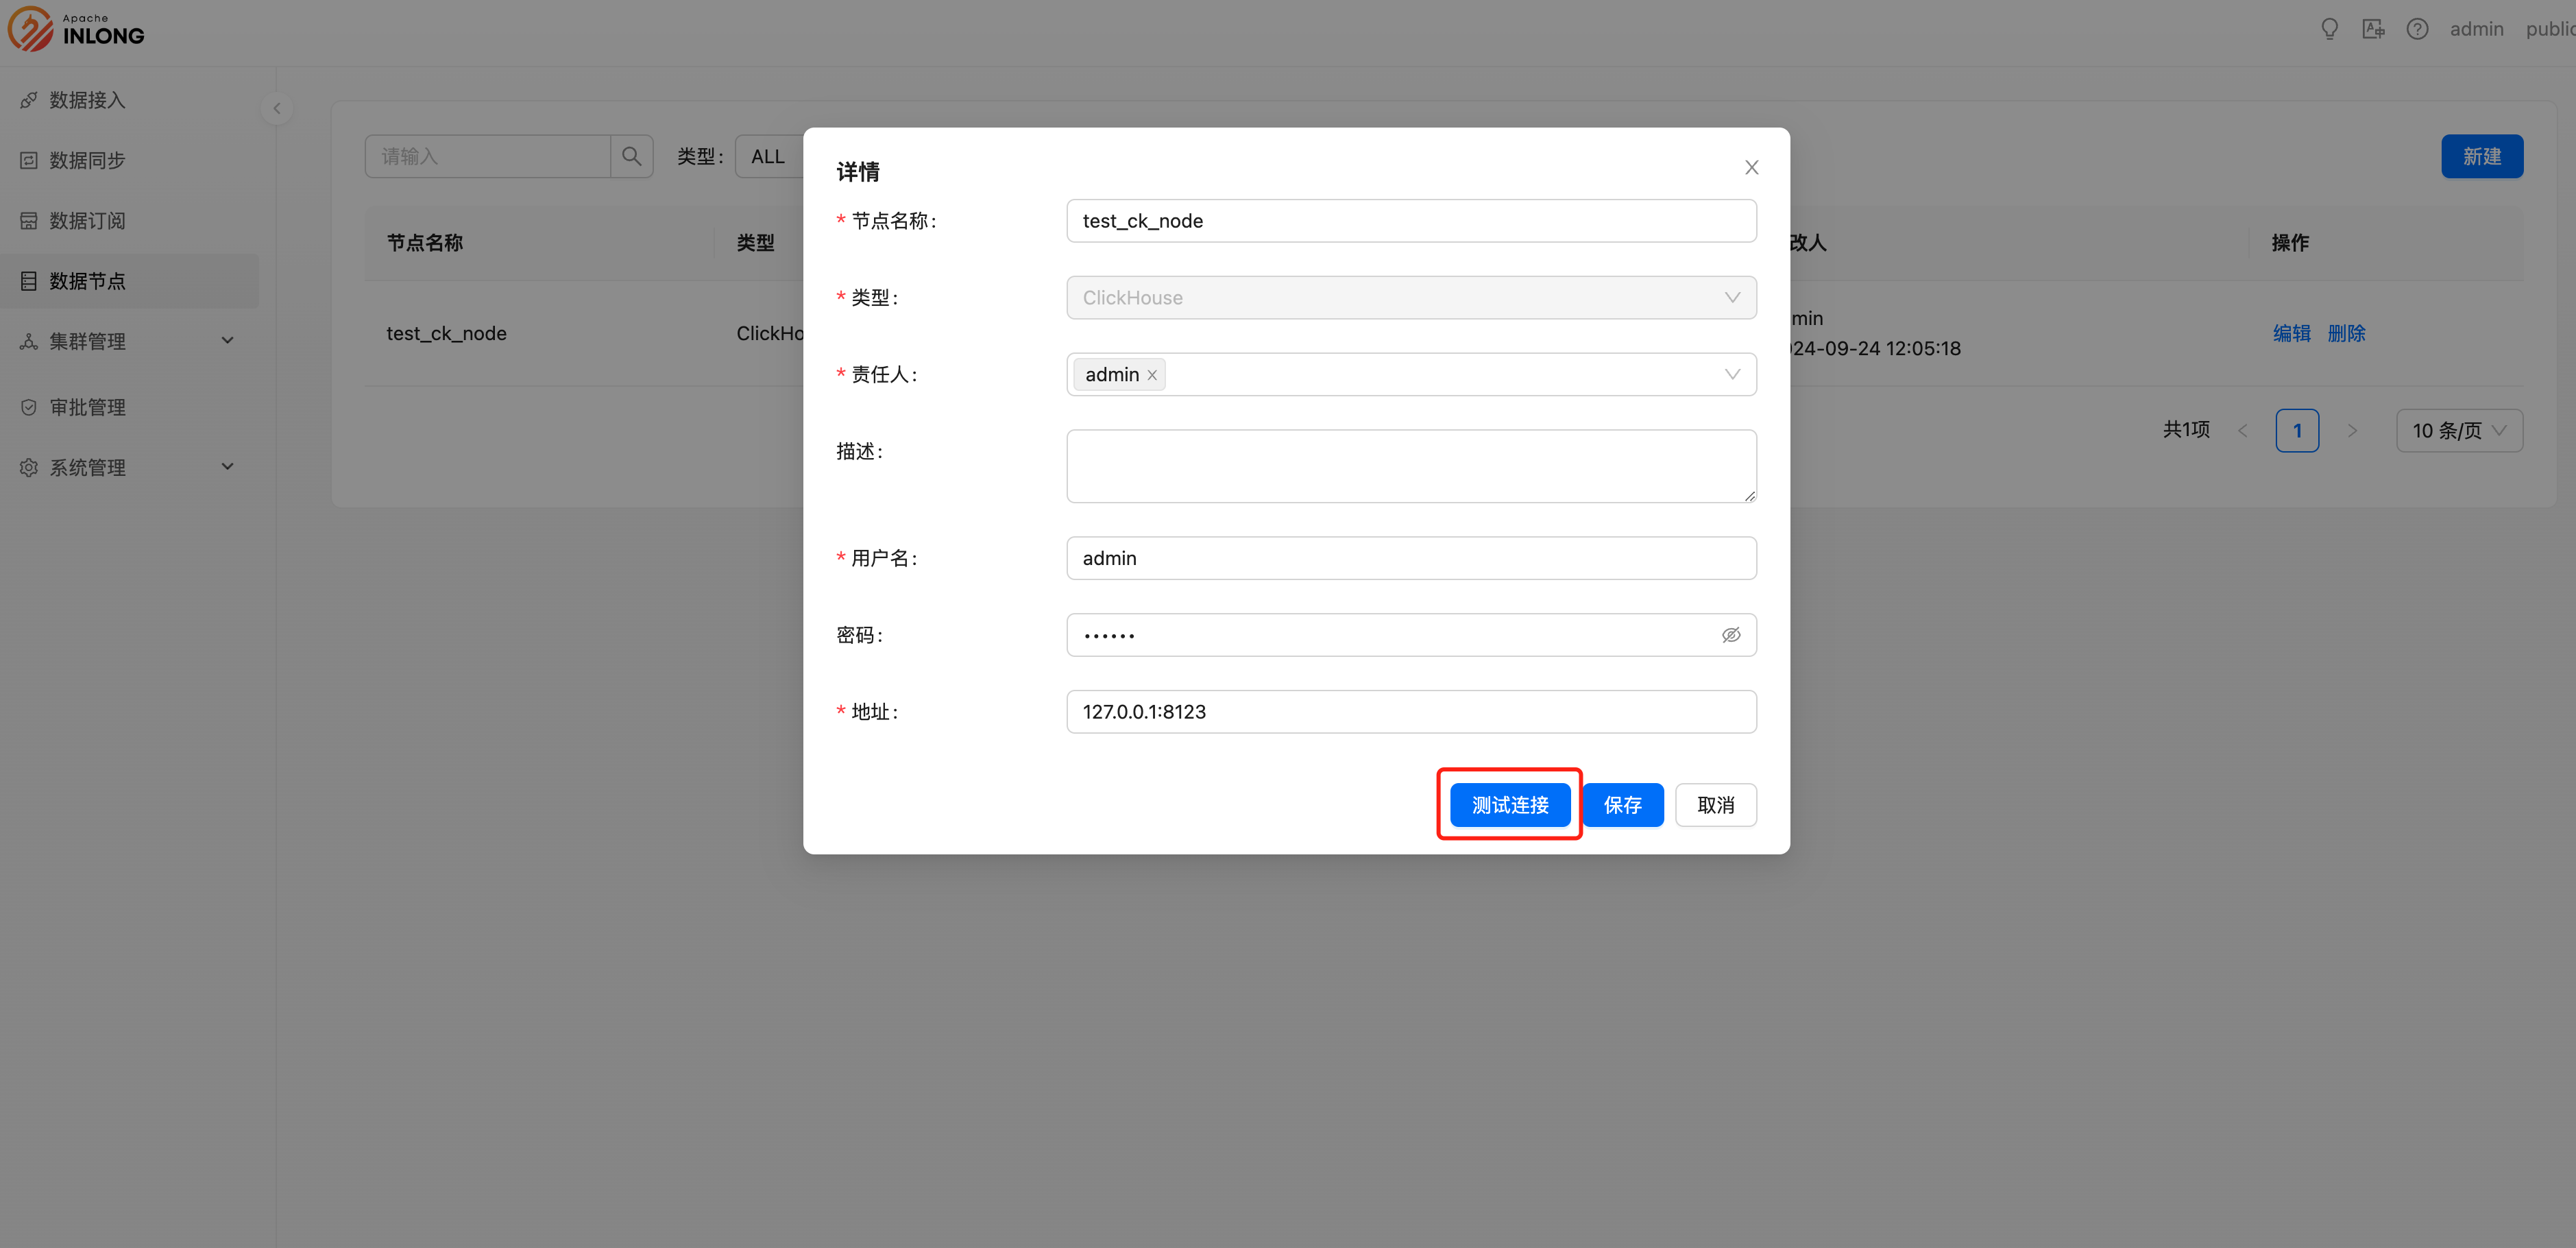 Apache
INLONG
admin
数据接入
数据同步
数据订阅
数据节点
集群管理
审批管理
系统管理
请输入
类型:
ALL
新建
节点名称
类型
改人
操作
test_ck_node
24-09-24 12:05:18
编辑 删除
共1项
1
10 条/页
详情
* 节点名称:
test_ck_node
* 类型:
ClickHouse
* 责任人:
admin
描述:
* 用户名:
admin
密码:
••••••
* 地址:
127.0.0.1:8123
测试连接
保存
取消